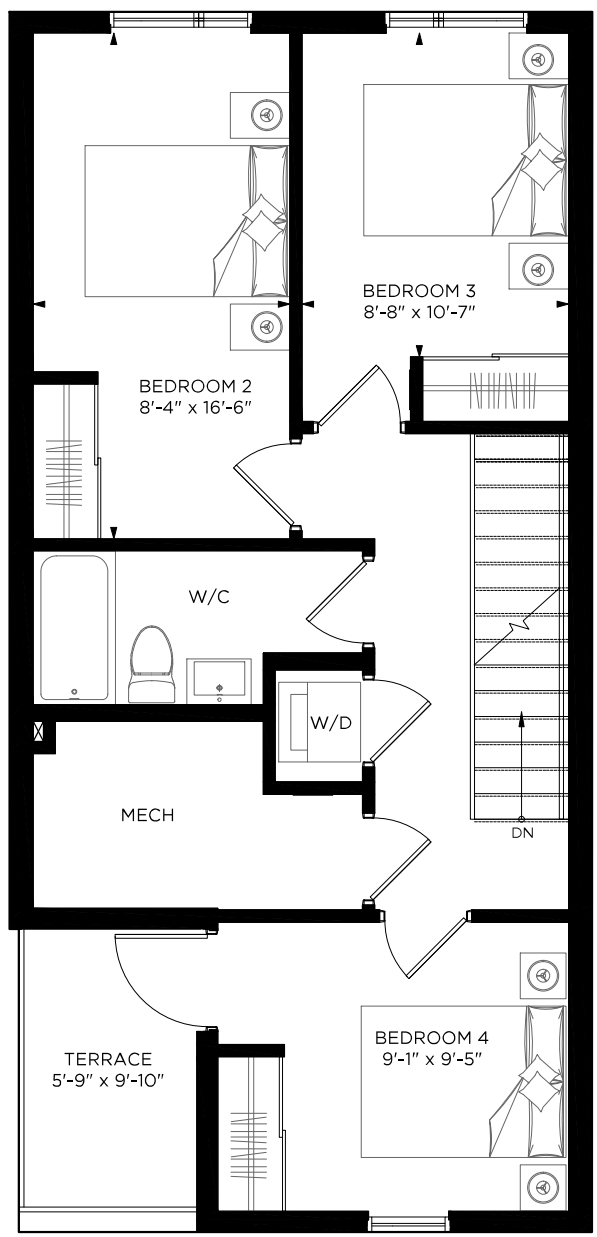 BEDROOM 3
8'-8" x 10'-7"
BEDROOM 2
8'-4" x 16'-6"
W/C
W/D
MECH
DN
BEDROOM 4
9'-1" x 9'-5"
TERRACE
5'-9" x 9'-10"